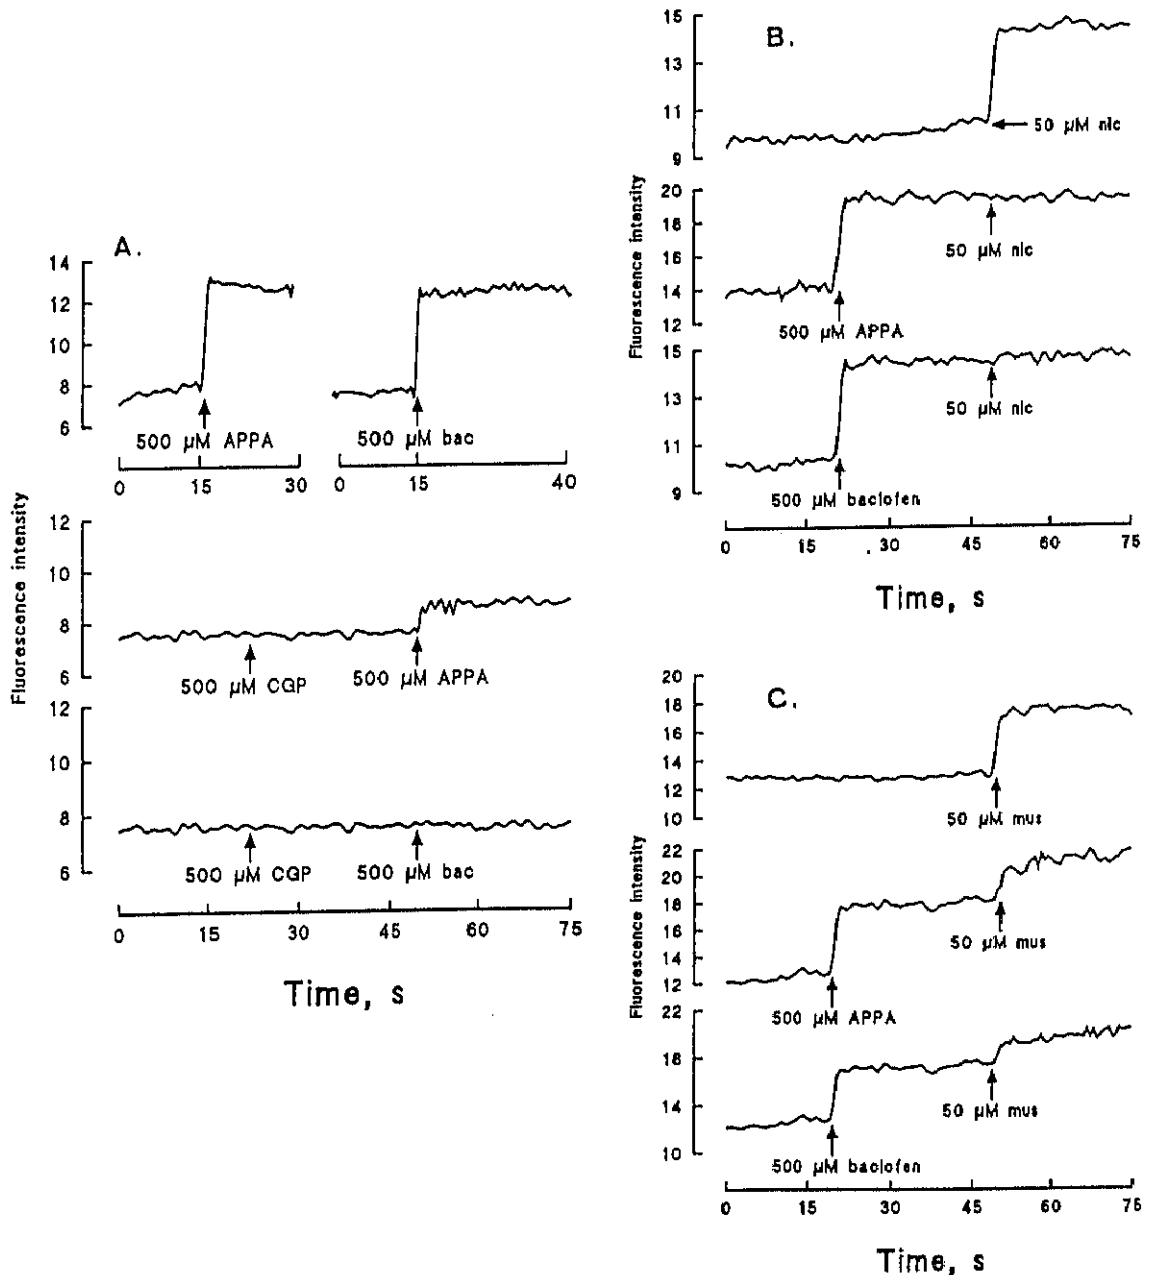 A.
Fluorescence intensity
14
12
10
8
6
500 µM APPA
500 µM bac
0 15 30
0 15 40
12
10
8
6
500 µM CGP
500 µM APPA
12
10
8
6
500 µM CGP
500 µM bac
0 15 30 45 60 75
Time, s
B.
Fluorescence intensity
15
13
11
9
50 µM nic
20
18
16
14
12
50 µM nic
500 µM APPA
15
13
11
9
50 µM nic
500 µM baclofen
0 15 30 45 60 75
Time, s
C.
Fluorescence intensity
20
18
16
14
12
10
50 µM mus
22
20
18
16
14
12
50 µM mus
500 µM APPA
22
18
14
10
50 µM mus
500 µM baclofen
0 15 30 45 60 75
Time, s
Fluorescence intensity